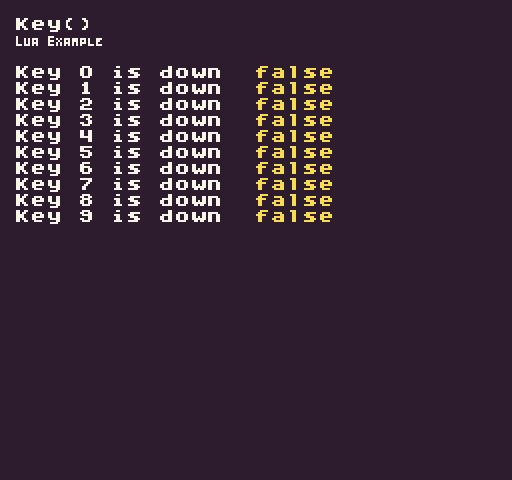 Key()
Lua Example
Key 0 is down false
Key 1 is down false
Key 2 is down false
Key 3 is down false
Key 4 is down false
Key 5 is down false
Key 6 is down false
Key 7 is down false
Key 8 is down false
Key 9 is down false